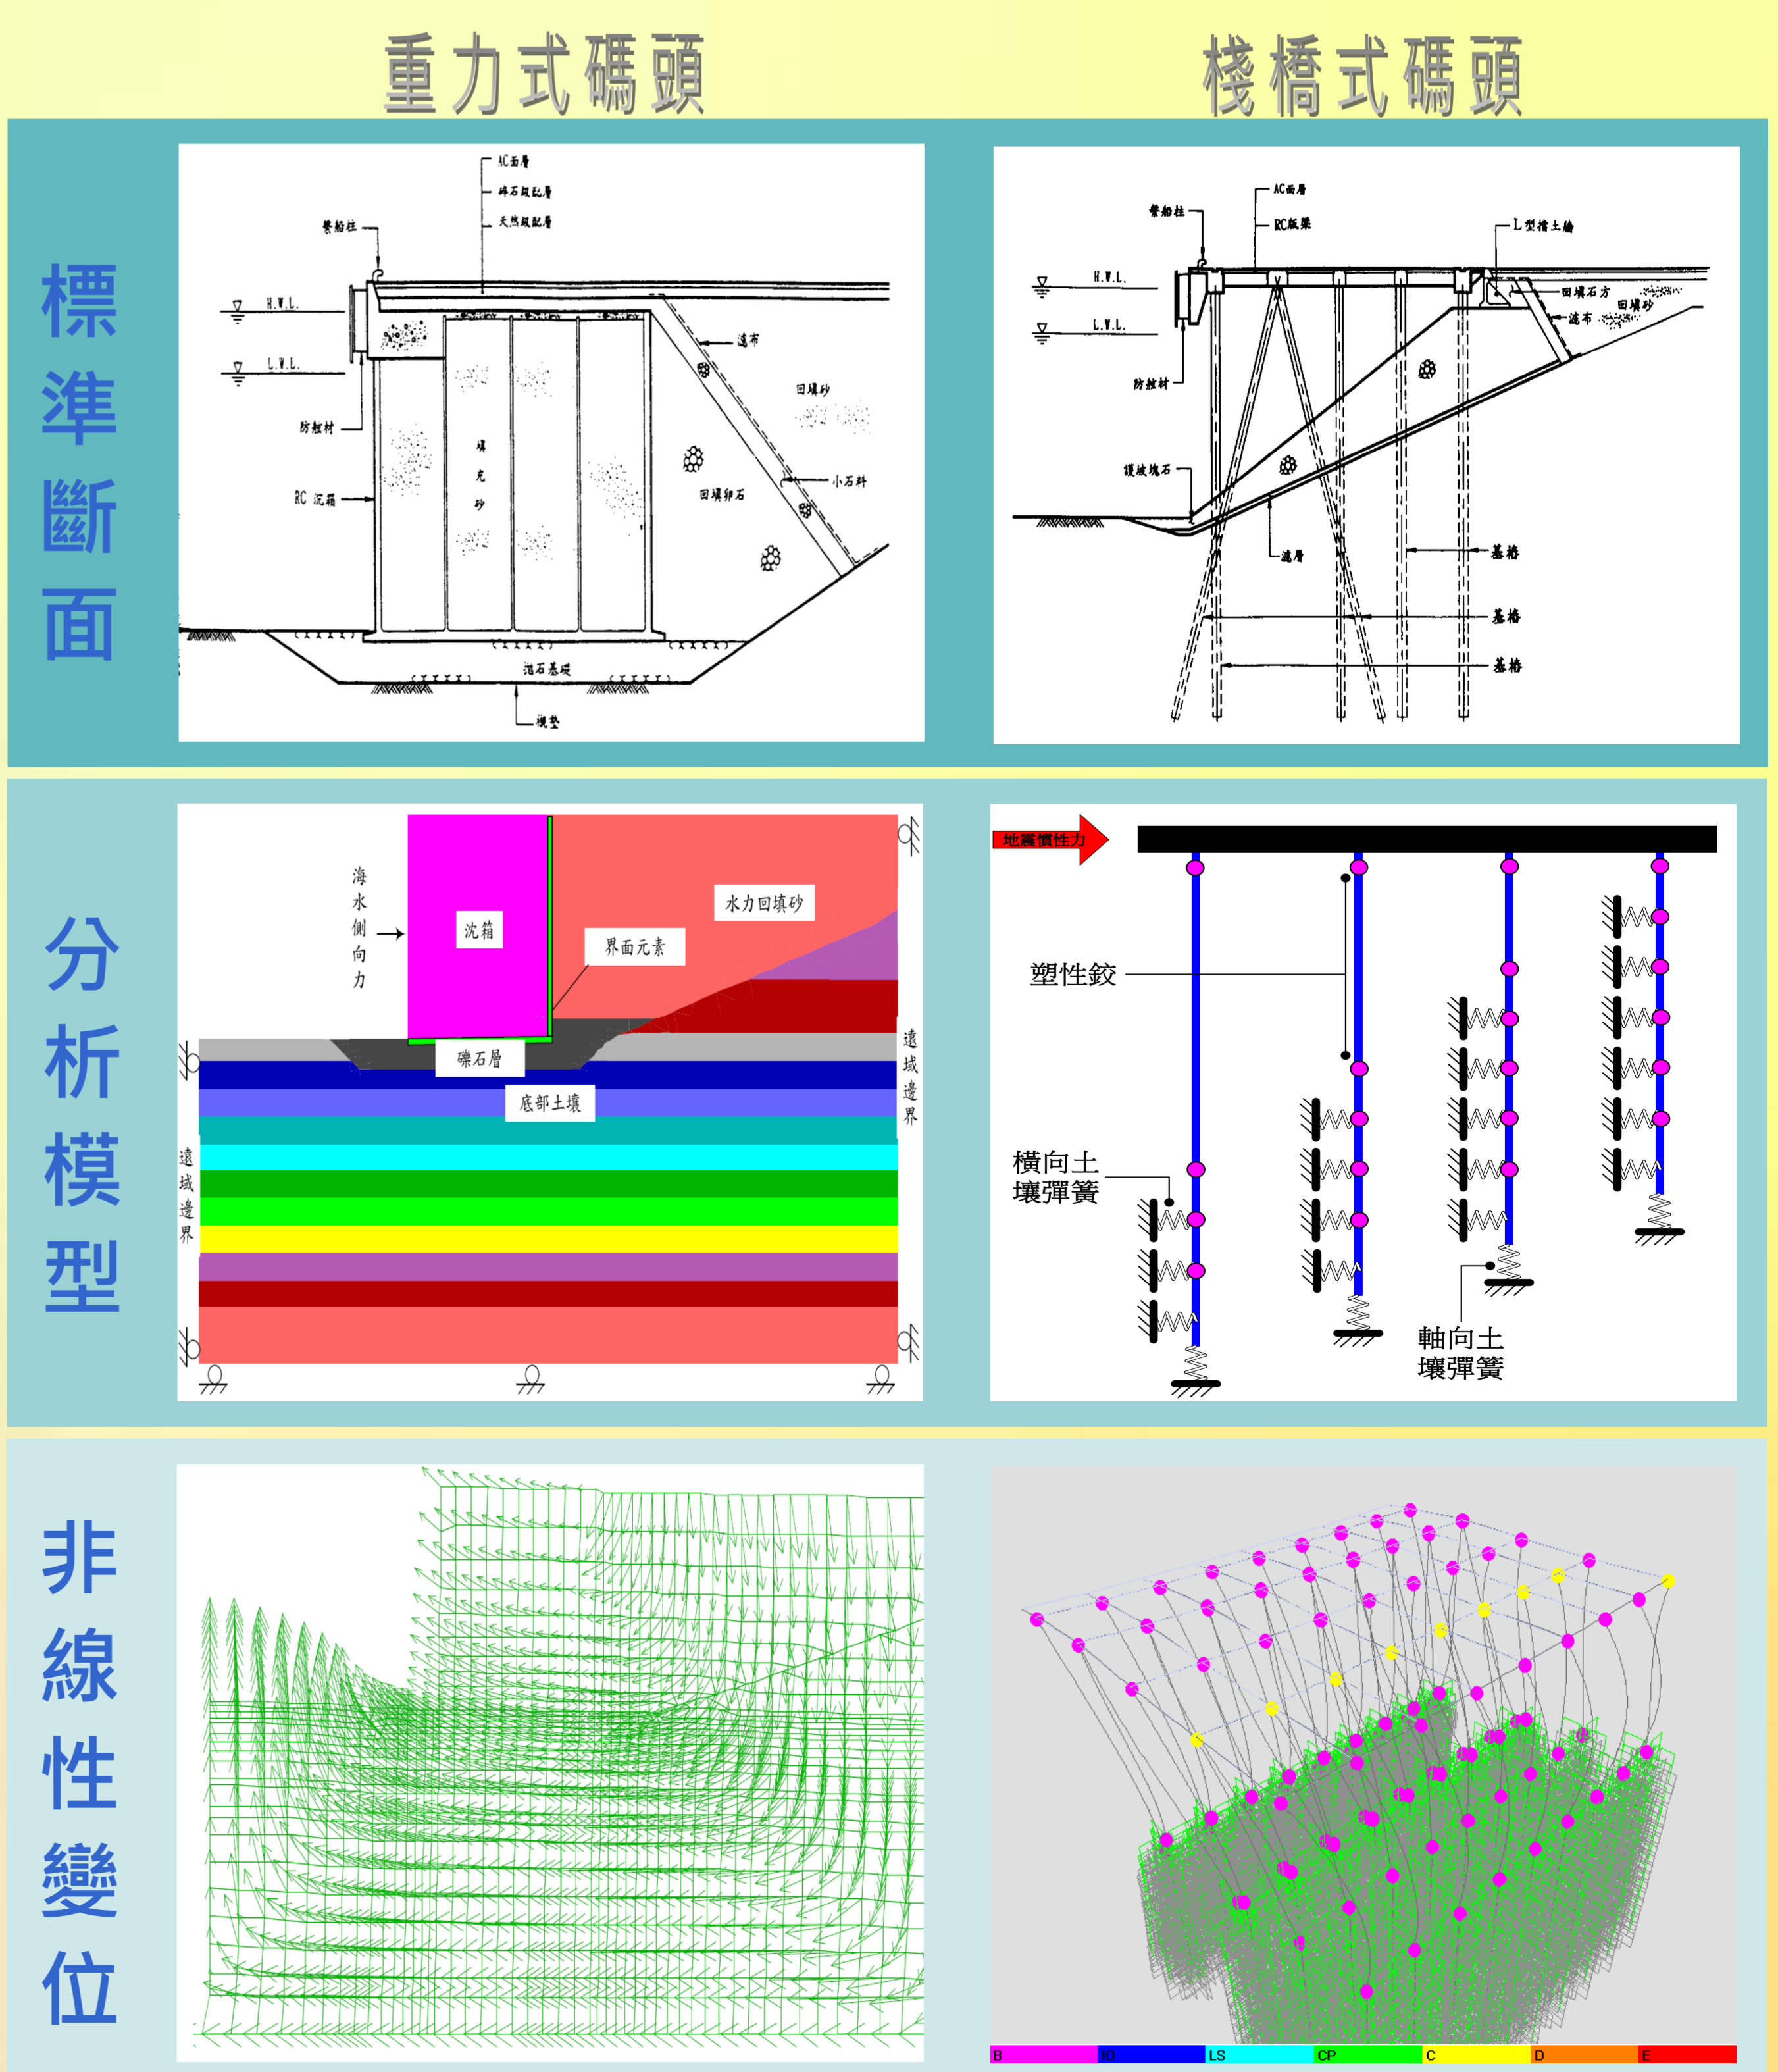 重力式碼頭
棧橋式碼頭
標準斷面
AC面層
碎石級配層
天然級配層
繫船柱
H.W.L.
L.W.L.
防舷材
RC 沉箱
填充砂
濾布
回填砂
小石料
回填卵石
拋石基礎
襯墊
AC面層
RC版梁
繫船柱
L型擋土牆
H.W.L.
L.W.L.
回填石方
回填砂
濾布
防舷材
護坡塊石
濾層
基樁
基樁
基樁
分析模型
海水側向力
沈箱
水力回填砂
界面元素
礫石層
底部土壤
遠域邊界
遠域邊界
地震慣性力
塑性鉸
橫向土
壤彈簧
軸向土
壤彈簧
非線性變位
B IO LS CP C D E